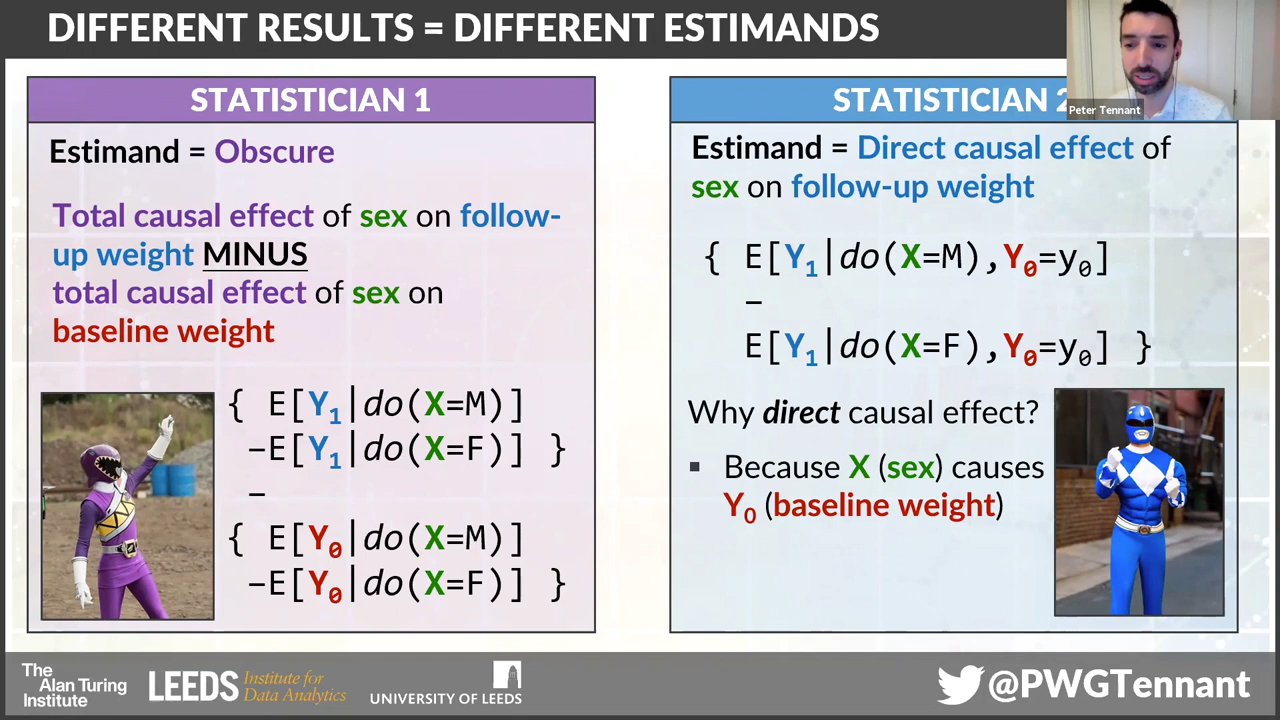 DIFFERENT RESULTS = DIFFERENT ESTIMANDS
Peter Tennant
STATISTICIAN 1
Estimand = Obscure
Total causal effect of sex on follow-
up weight MINUS
total causal effect of sex on
baseline weight
{ E[Y₁|do(X=M)]
–E[Y₁|do(X=F)] }
–
{ E[Y₀|do(X=M)]
–E[Y₀|do(X=F)] }
STATISTICIAN 2
Estimand = Direct causal effect of
sex on follow-up weight
{ E[Y₁|do(X=M),Y₀=y₀]
–
E[Y₁|do(X=F),Y₀=y₀] }
Why direct causal effect?
▪ Because X (sex) causes
Y₀ (baseline weight)
The
Alan Turing
Institute
LEEDS Institute for
Data Analytics
UNIVERSITY OF LEEDS
@PWGTennant